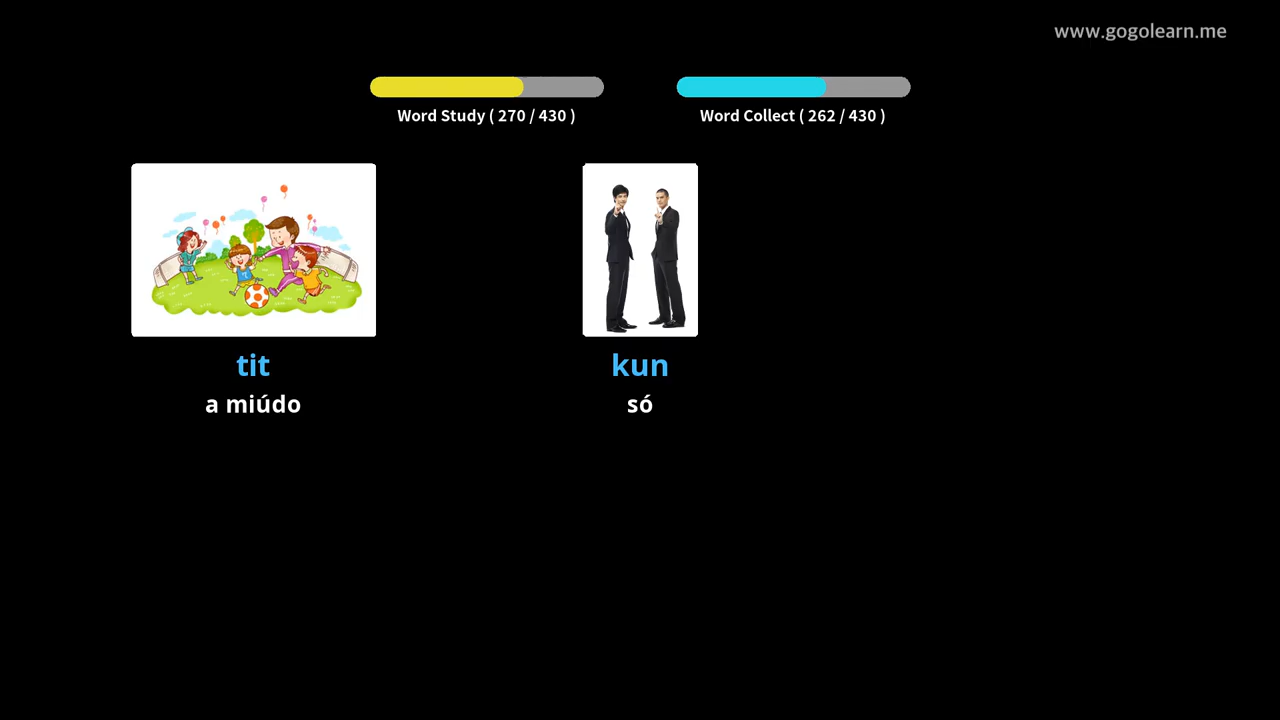 www.gogolearn.me
Word Study ( 270 / 430 )
Word Collect ( 262 / 430 )
tit
a miúdo
kun
só